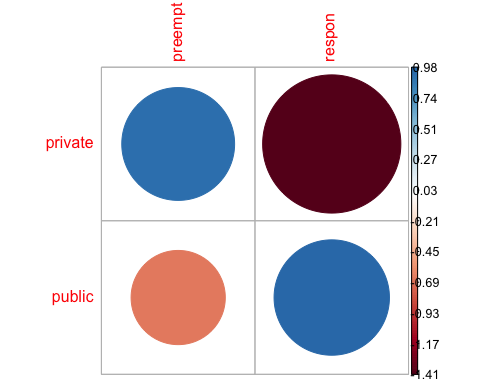 preempt
respon
private
public
0.98
0.74
0.51
0.27
0.03
-0.21
-0.45
-0.69
-0.93
-1.17
-1.41